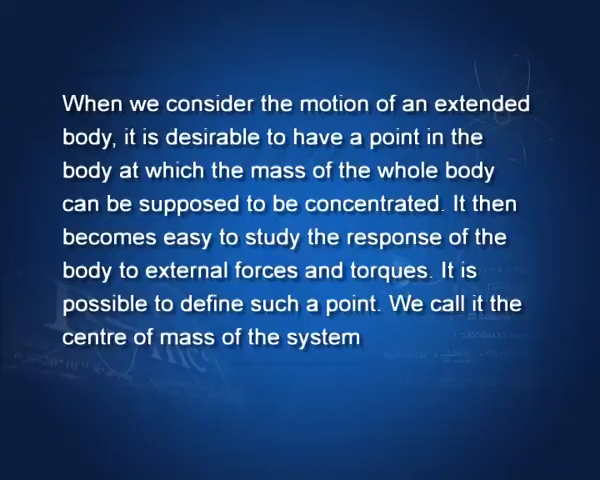 When we consider the motion of an extended
body, it is desirable to have a point in the
body at which the mass of the whole body
can be supposed to be concentrated. It then
becomes easy to study the response of the
body to external forces and torques. It is
possible to define such a point. We call it the
centre of mass of the system